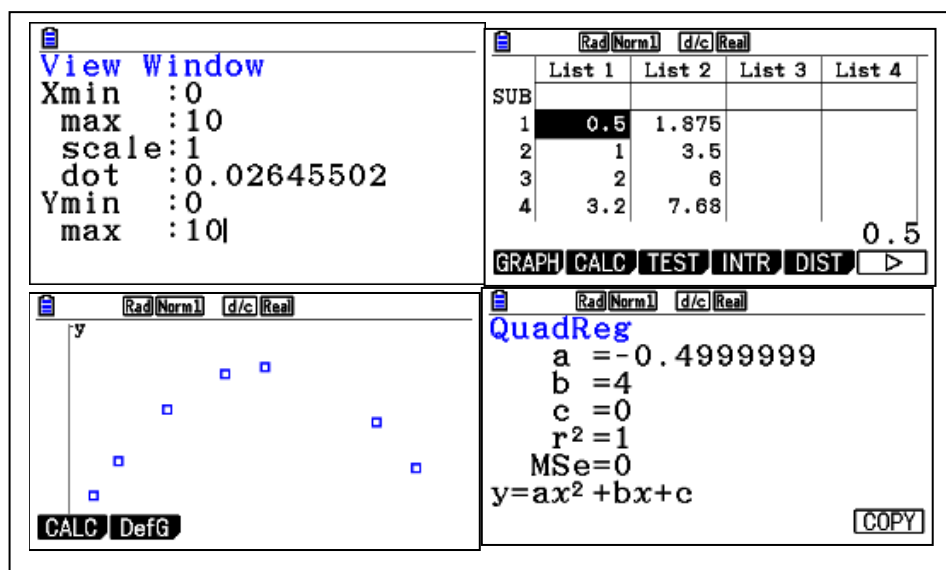 View Window
Xmin :0
max :10
scale:1
dot :0.02645502
Ymin :0
max :10
Rad Norm1 d/c Real
List 1 List 2 List 3 List 4
SUB
1 0.5 1.875
2 1 3.5
3 2 6
4 3.2 7.68
0.5
GRAPH CALC TEST INTR DIST
Rad Norm1 d/c Real
y
CALC DefG
Rad Norm1 d/c Real
QuadReg
a =-0.4999999
b =4
c =0
r²=1
MSe=0
y=ax²+bx+c
COPY